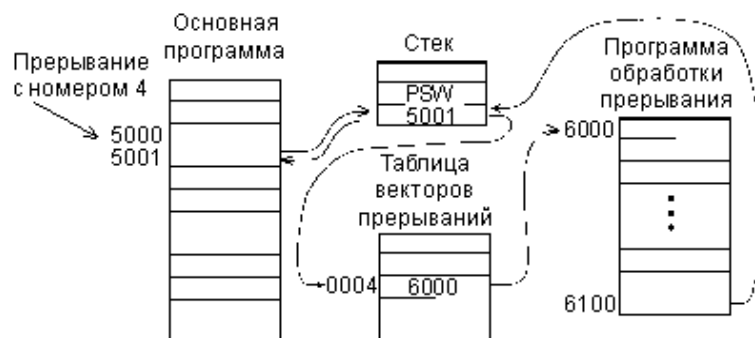 Основная
программа
Прерывание
с номером 4
5000
5001
Стек
PSW
5001
Таблица
векторов
прерываний
0004
6000
Программа
обработки
прерывания
6000
6100